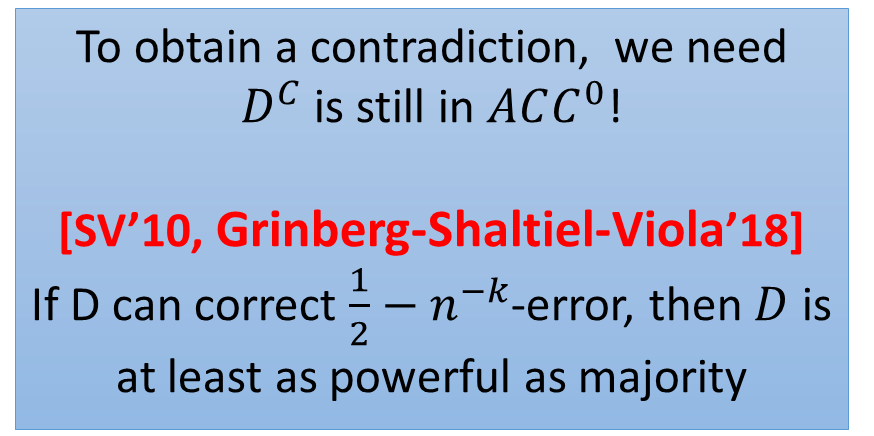 To obtain a contradiction, we need
$D^C$ is still in $ACC^0$!
[SV’10, Grinberg-Shaltiel-Viola’18]
If D can correct $\frac{1}{2} - n^{-k}$-error, then $D$ is
at least as powerful as majority